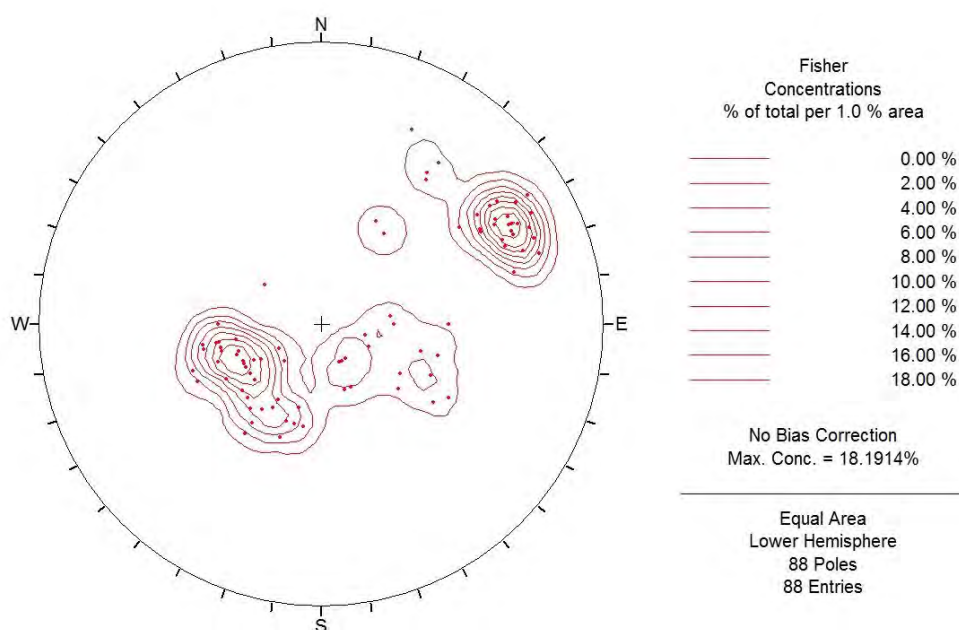 N
W
E
S
Fisher
Concentrations
% of total per 1.0 % area
0.00 %
2.00 %
4.00 %
6.00 %
8.00 %
10.00 %
12.00 %
14.00 %
16.00 %
18.00 %
No Bias Correction
Max. Conc. = 18.1914%
Equal Area
Lower Hemisphere
88 Poles
88 Entries